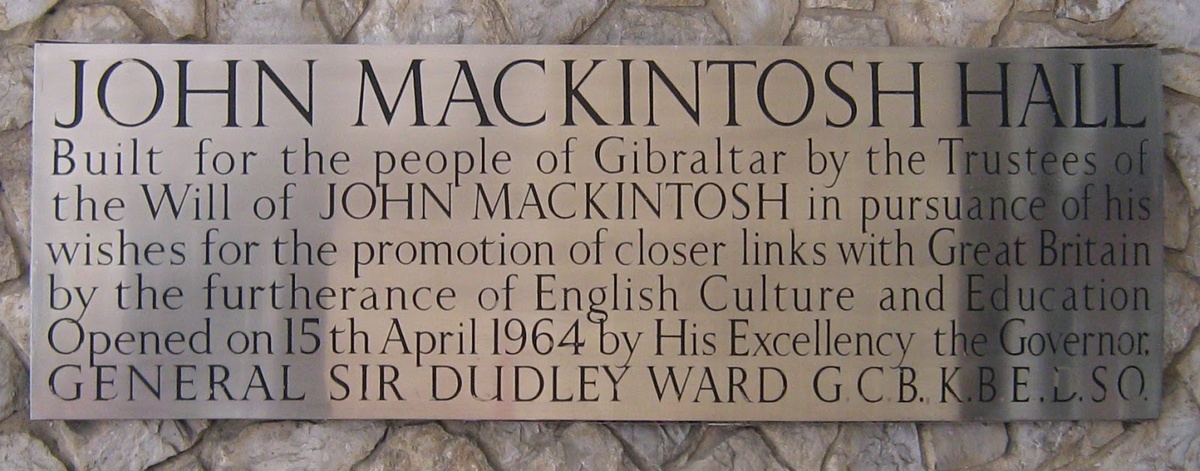 JOHN MACKINTOSH HALL
Built for the people of Gibraltar by the Trustees of
the Will of JOHN MACKINTOSH in pursuance of his
wishes for the promotion of closer links with Great Britain
by the furtherance of English Culture and Education
Opened on 15th April 1964 by His Excellency the Governor.
GENERAL SIR DUDLEY WARD G.C.B. K.B.E. D.S.O.